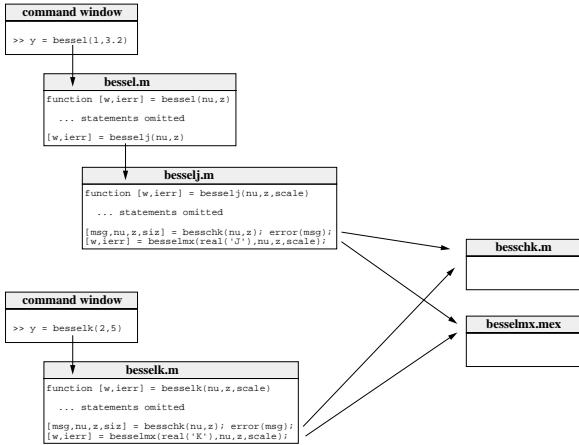 command window
>> y = bessel(1,3.2)
bessel.m
function [w,ierr] = bessel(nu,z)
... statements omitted
[w,ierr] = besselj(nu,z)
besselj.m
function [w,ierr] = besselj(nu,z,scale)
... statements omitted
[msg,nu,z,siz] = besschk(nu,z); error(msg);
[w,ierr] = besselmx(real('J'),nu,z,scale);
besschk.m
besselmx.mex
command window
>> y = besselk(2,5)
besselk.m
function [w,ierr] = besselk(nu,z,scale)
... statements omitted
[msg,nu,z,siz] = besschk(nu,z); error(msg);
[w,ierr] = besselmx(real('K'),nu,z,scale);